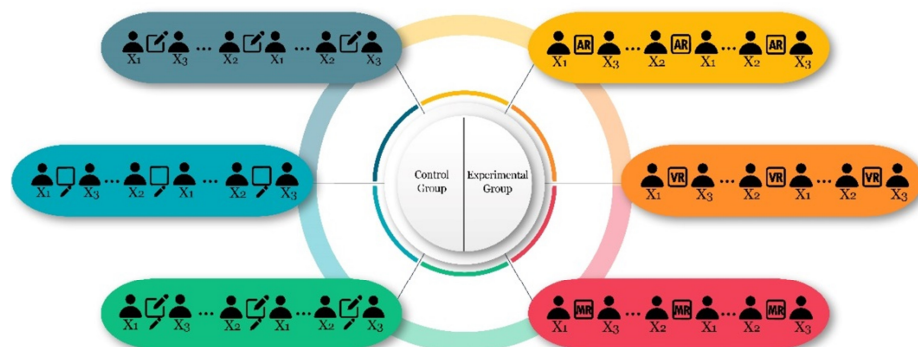 X1 X3 ... X2 X1 ... X2 X3
AR AR AR
X1 X3 ... X2 X1 ... X2 X3
X1 X3 ... X2 X1 ... X2 X3
Control Group
Experimental Group
VR VR VR
X1 X3 ... X2 X1 ... X2 X3
X1 X3 ... X2 X1 ... X2 X3
MR MR MR
X1 X3 ... X2 X1 ... X2 X3